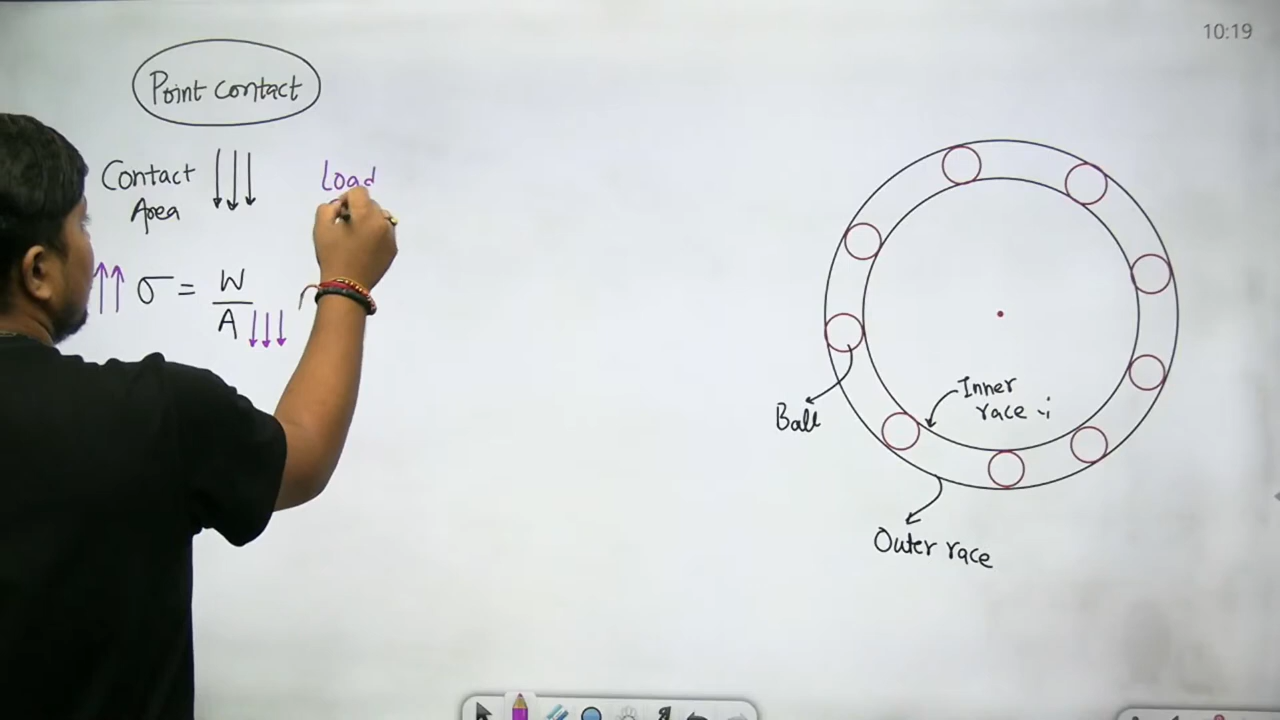 10:19
Point Contact
Contact
Area
Load
σ = W
A
Ball
Inner
race
Outer race